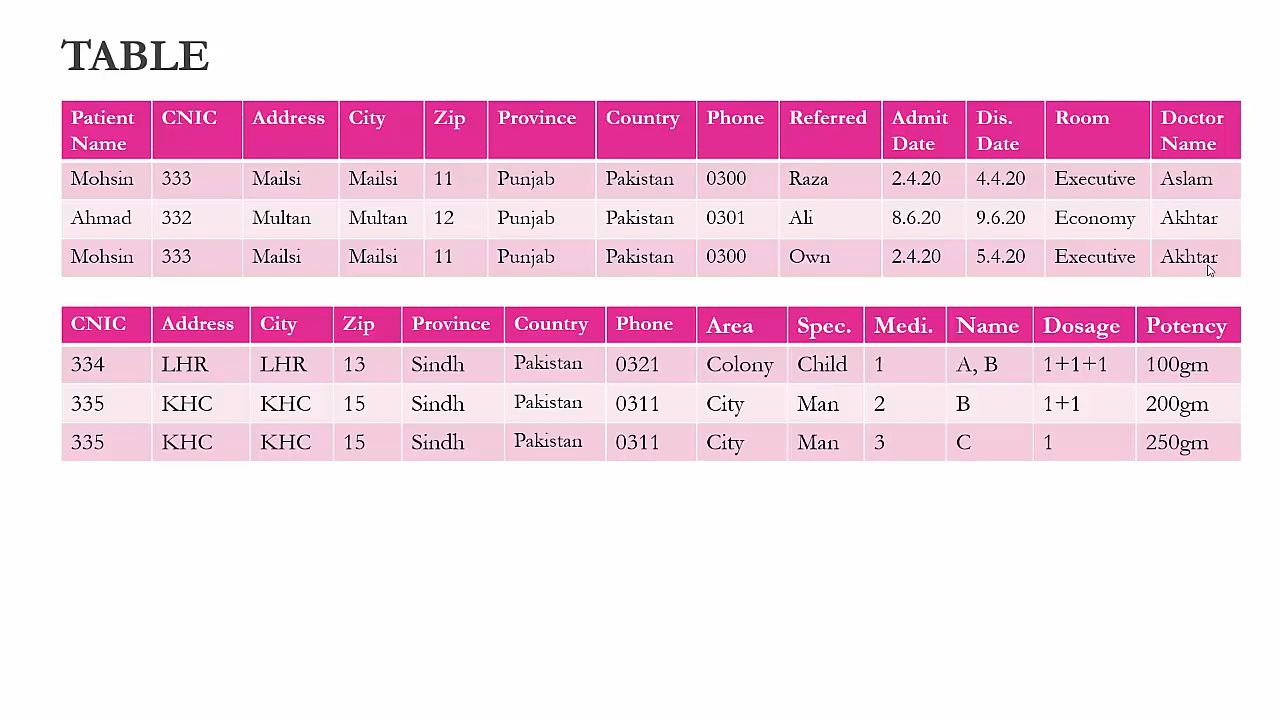 TABLE
Patient Name CNIC Address City Zip Province Country Phone Referred Admit Date Dis. Date Room Doctor Name
Mohsin 333 Mailsi Mailsi 11 Punjab Pakistan 0300 Raza 2.4.20 4.4.20 Executive Aslam
Ahmad 332 Multan Multan 12 Punjab Pakistan 0301 Ali 8.6.20 9.6.20 Economy Akhtar
Mohsin 333 Mailsi Mailsi 11 Punjab Pakistan 0300 Own 2.4.20 5.4.20 Executive Akhtar
CNIC Address City Zip Province Country Phone Area Spec. Medi. Name Dosage Potency
334 LHR LHR 13 Sindh Pakistan 0321 Colony Child 1 A, B 1+1+1 100gm
335 KHC KHC 15 Sindh Pakistan 0311 City Man 2 B 1+1 200gm
335 KHC KHC 15 Sindh Pakistan 0311 City Man 3 C 1 250gm